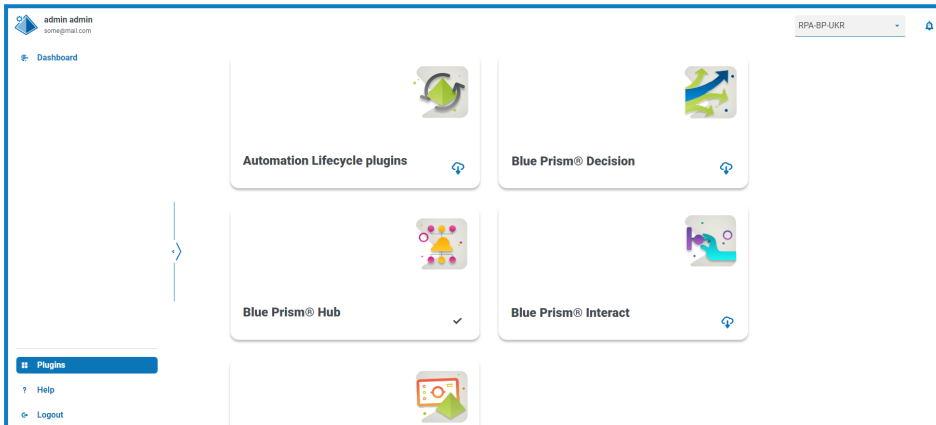 admin admin
some@mail.com
RPA-BP-UKR
Dashboard
Automation Lifecycle plugins
Blue Prism® Decision
Blue Prism® Hub
Blue Prism® Interact
Plugins
? Help
Logout